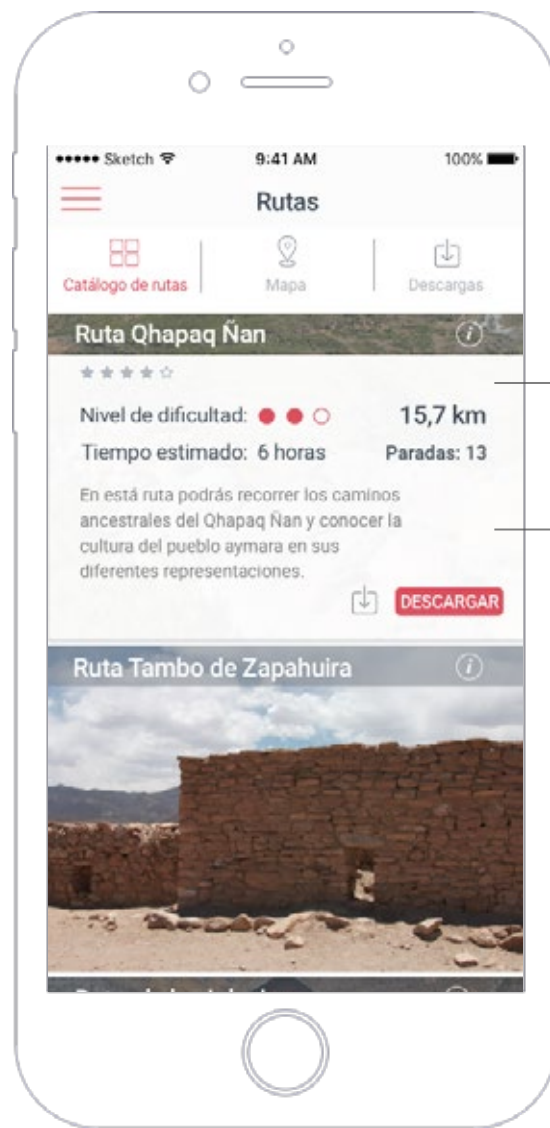 Sketch 9:41 AM 100%
Rutas
Catálogo de rutas Mapa Descargas
Ruta Qhapaq Ñan
Nivel de dificultad: 15,7 km
Tiempo estimado: 6 horas Paradas: 13
En está ruta podrás recorrer los caminos
ancestrales del Qhapaq Ñan y conocer la
cultura del pueblo aymara en sus
diferentes representaciones.
DESCARGAR
Ruta Tambo de Zapahuira